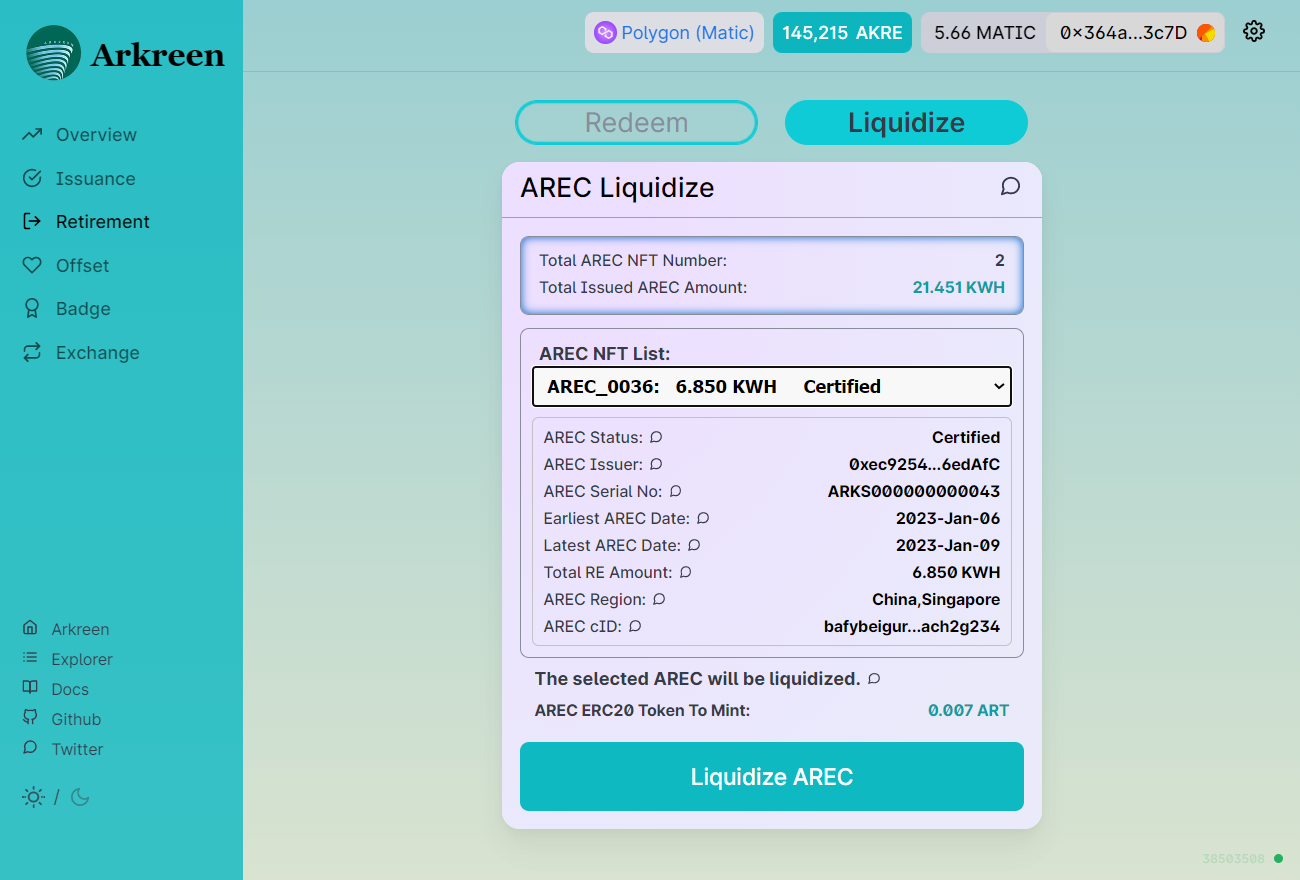 Arkreen
Polygon (Matic)
145,215 AKRE
5.66 MATIC
0×364a...3c7D
Overview
Issuance
Retirement
Offset
Badge
Exchange
Arkreen
Explorer
Docs
Github
Twitter
/
Redeem
Liquidize
AREC Liquidize
Total AREC NFT Number: 2
Total Issued AREC Amount: 21.451 KWH
AREC NFT List:
AREC_0036: 6.850 KWH Certified
AREC Status: Certified
AREC Issuer: 0xec9254...6edAfC
AREC Serial No: ARKS000000000043
Earliest AREC Date: 2023-Jan-06
Latest AREC Date: 2023-Jan-09
Total RE Amount: 6.850 KWH
AREC Region: China,Singapore
AREC cID: bafybeigur...ach2g234
The selected AREC will be liquidized.
AREC ERC20 Token To Mint: 0.007 ART
Liquidize AREC
38503508